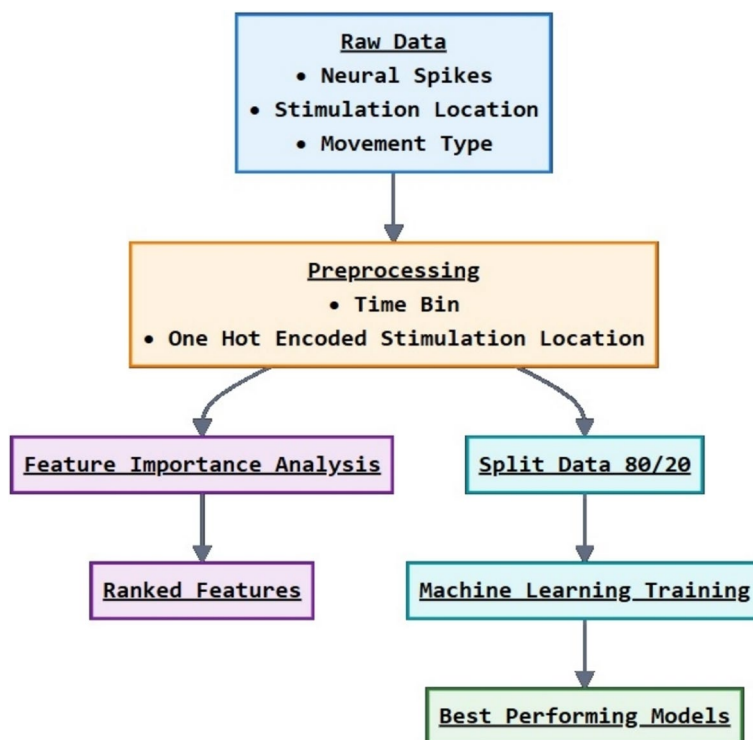 Raw Data
• Neural Spikes
• Stimulation Location
• Movement Type
Preprocessing
• Time Bin
• One Hot Encoded Stimulation Location
Feature Importance Analysis
Split Data 80/20
Ranked Features
Machine Learning Training
Best Performing Models